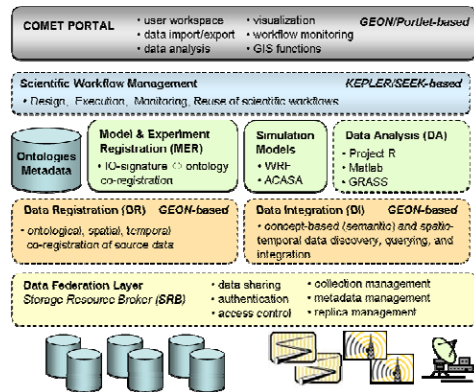 COMET PORTAL
• user workspace
• data import/export
• data analysis
• visualization
• workflow monitoring
• GIS functions
GEON/Portlet-based
Scientific Workflow Management
KEPLER/SEEK-based
• Design, Execution, Monitoring, Reuse of scientific workflows
Ontologies
Metadata
Model & Experiment
Registration (MER)
• IO-signature ⇔ ontology
co-registration
Simulation
Models
• WRF
• ACASA
Data Analysis (DA)
• Project R
• Matlab
• GRASS
Data Registration (DR) GEON-based
• ontological, spatial, temporal
co-registration of source data
Data Integration (DI) GEON-based
• concept-based (semantic) and spatio-
temporal data discovery, querying, and
integration
Data Federation Layer
Storage Resource Broker (SRB)
• data sharing
• authentication
• access control
• collection management
• metadata management
• replica management